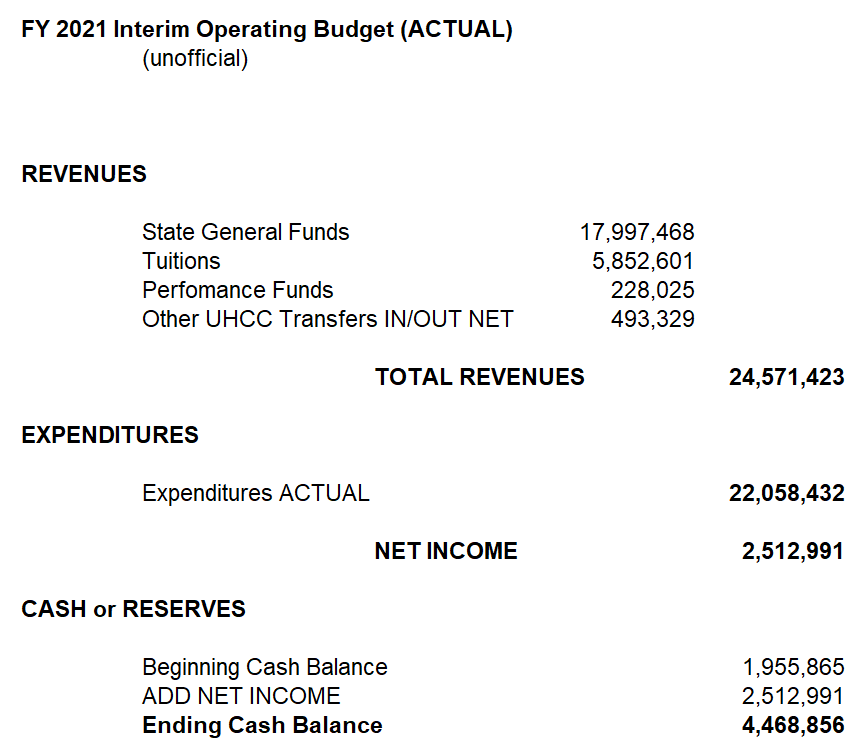 FY 2021 Interim Operating Budget (ACTUAL)
(unofficial)
REVENUES
State General Funds 17,997,468
Tuitions 5,852,601
Perfomance Funds 228,025
Other UHCC Transfers IN/OUT NET 493,329
TOTAL REVENUES 24,571,423
EXPENDITURES
Expenditures ACTUAL 22,058,432
NET INCOME 2,512,991
CASH or RESERVES
Beginning Cash Balance 1,955,865
ADD NET INCOME 2,512,991
Ending Cash Balance 4,468,856